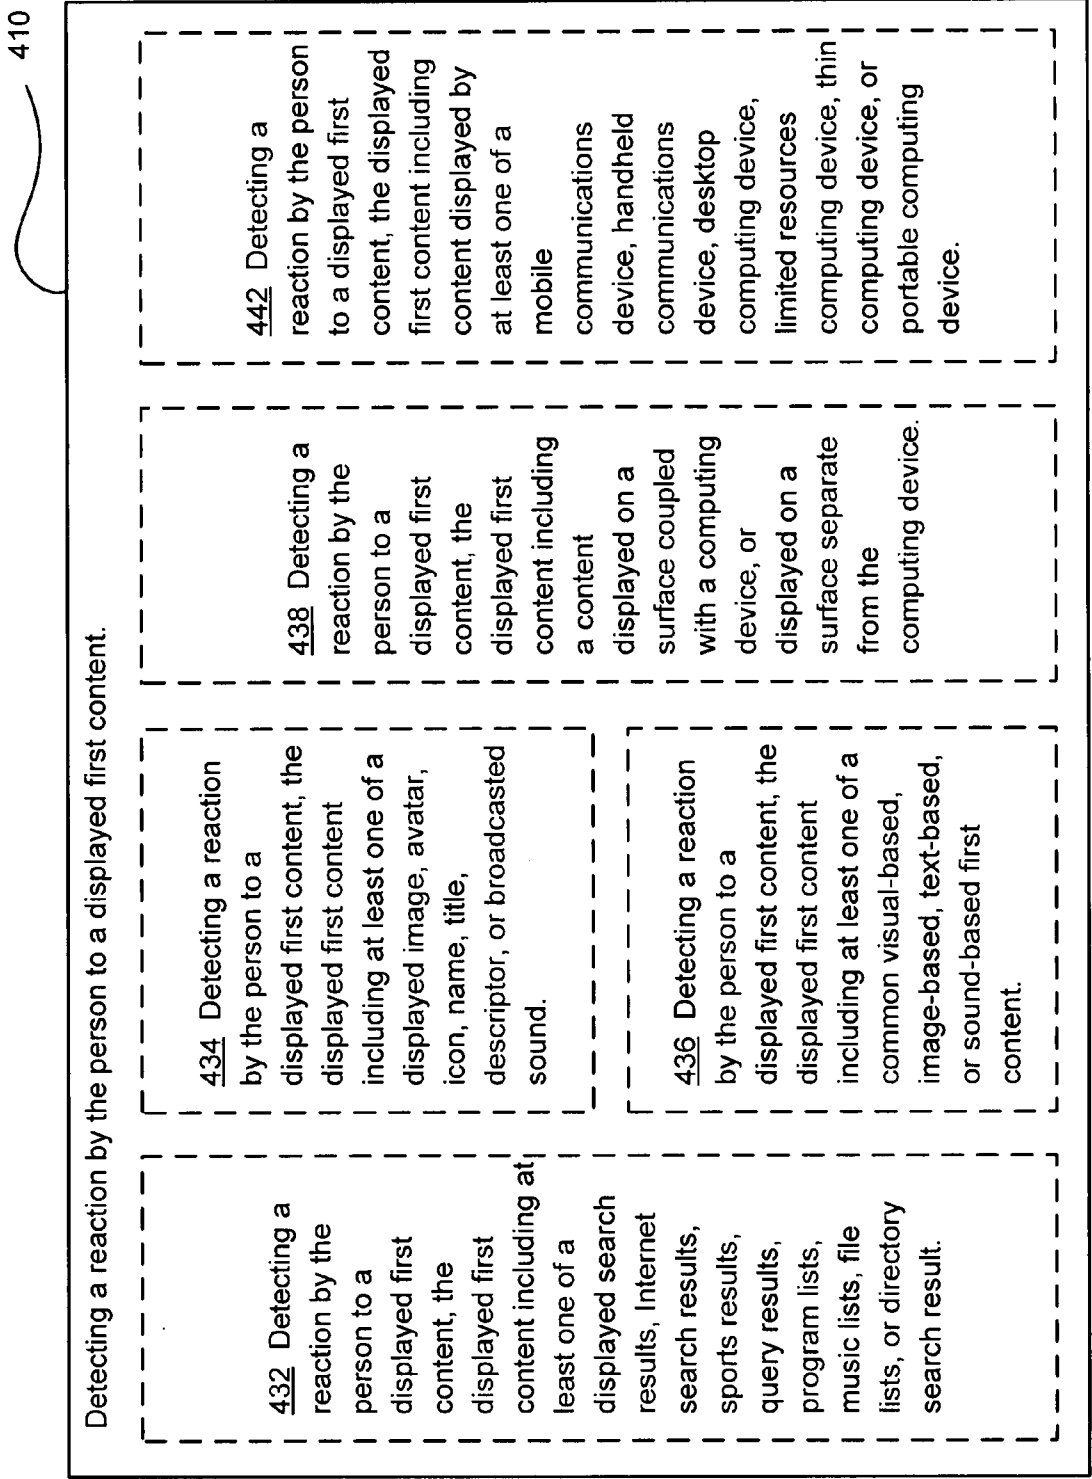 410
Detecting a reaction by the person to a displayed first content.
432 Detecting a
reaction by the
person to a
displayed first
content, the
displayed first
content including at
least one of a
displayed search
results, Internet
search results,
sports results,
query results,
program lists,
music lists, file
lists, or directory
search result.
434 Detecting a reaction
by the person to a
displayed first content, the
displayed first content
including at least one of a
displayed image, avatar,
icon, name, title,
descriptor, or broadcasted
sound.
436 Detecting a reaction
by the person to a
displayed first content, the
displayed first content
including at least one of a
common visual-based,
image-based, text-based,
or sound-based first
content.
438 Detecting a
reaction by the
person to a
displayed first
content, the
displayed first
content including
a content
displayed on a
surface coupled
with a computing
device, or
displayed on a
surface separate
from the
computing device.
442 Detecting a
reaction by the person
to a displayed first
content, the displayed
first content including
content displayed by
at least one of a
mobile
communications
device, handheld
communications
device, desktop
computing device,
limited resources
computing device, thin
computing device, or
portable computing
device.